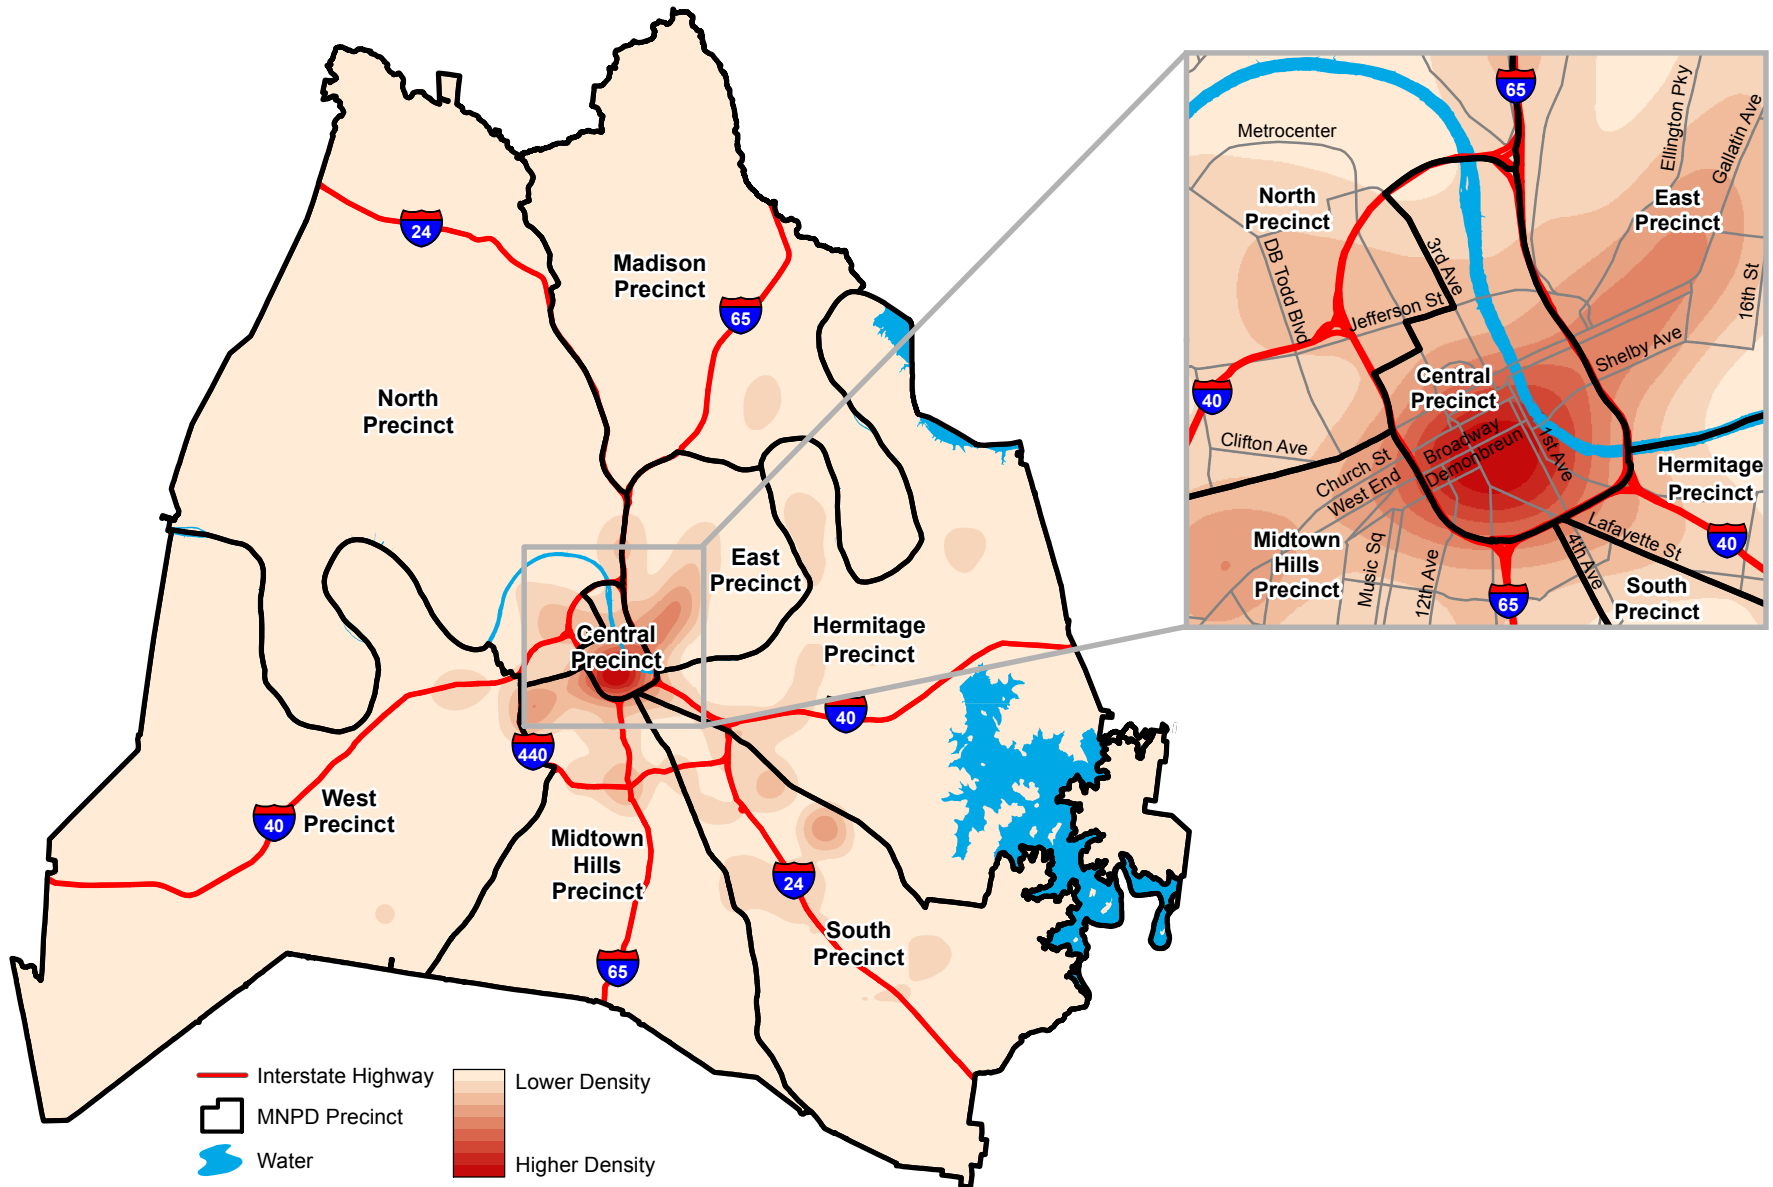 24
Madison
Precinct
65
North
Precinct
East
Precinct
Central
Precinct
Hermitage
Precinct
40
440
40
West
Precinct
Midtown
Hills
Precinct
24
South
Precinct
65
Interstate Highway
MNPD Precinct
Water
Lower Density
Higher Density
65
Metrocenter
Ellington Pky
Gallatin Ave
North
Precinct
East
Precinct
DB Todd Blvd
3rd Ave
Jefferson St
16th St
Shelby Ave
40
Central
Precinct
Clifton Ave
Broadway
Demonbreun
1st Ave
Church St
West End
Hermitage
Precinct
Lafayette St
40
Midtown
Hills
Precinct
Music Sq
12th Ave
4th Ave
65
South
Precinct